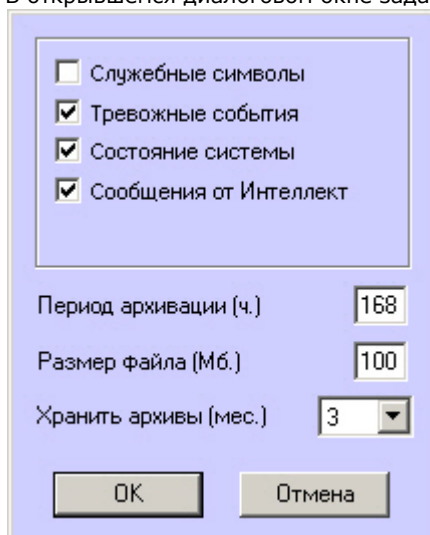 В открывшемся диалоговом окне зада
Служебные символы
Тревожные события
Состояние системы
Сообщения от Интеллект
Период архивации (ч.) 168
Размер файла (Мб.) 100
Хранить архивы (мес.) 3
OK Отмена